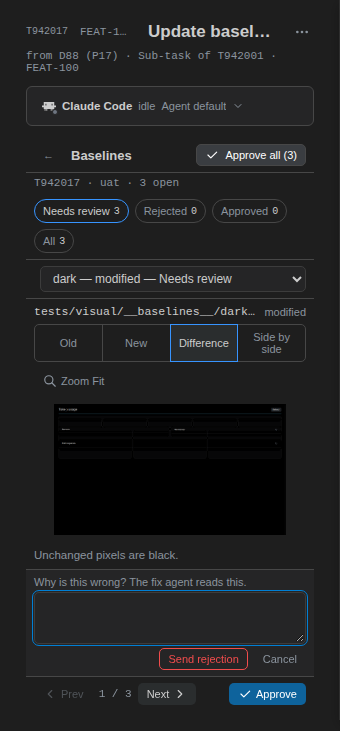 T942017 FEAT-1… Update basel… ...
from D88 (P17) · Sub-task of T942001 ·
FEAT-100
Claude Code idle Agent default
← Baselines Approve all (3)
T942017 · uat · 3 open
Needs review 3 Rejected 0 Approved 0
All 3
dark — modified — Needs review
tests/visual/__baselines__/dark… modified
Old New Difference Side by
side
Zoom Fit
Unchanged pixels are black.
Why is this wrong? The fix agent reads this.
Send rejection Cancel
Prev 1 / 3 Next Approve